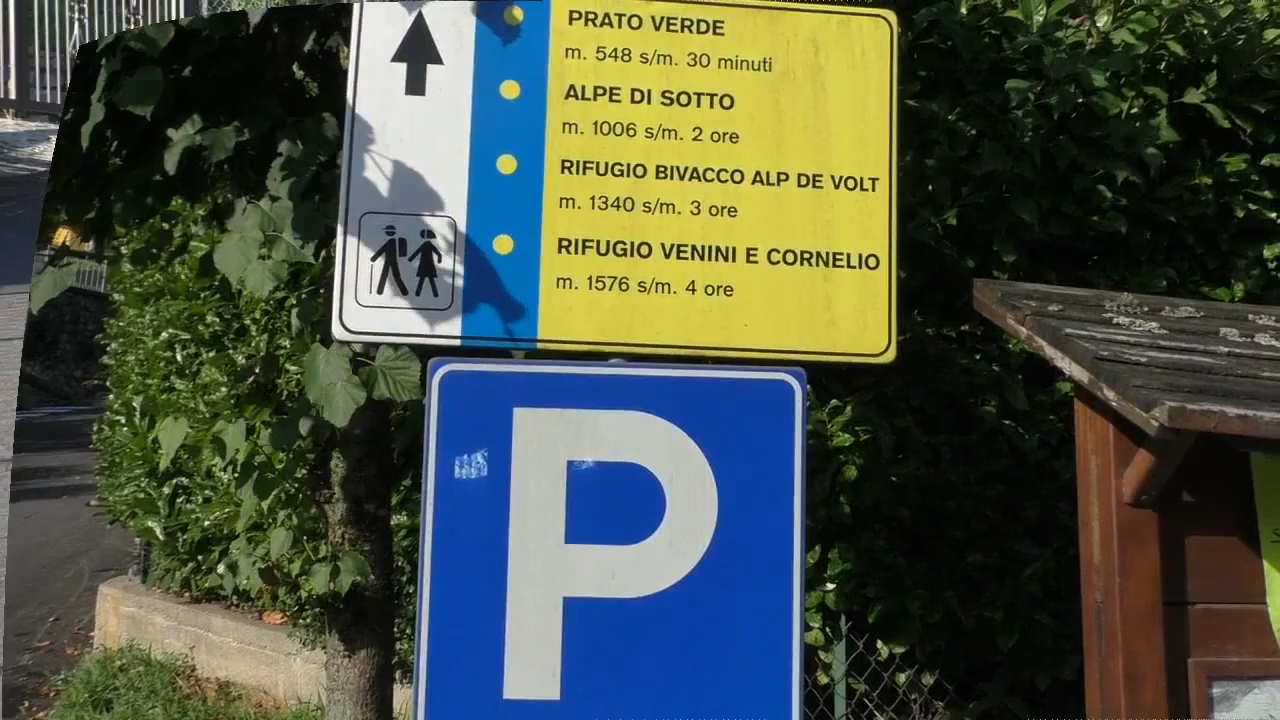 PRATO VERDE
m. 548 s/m. 30 minuti
ALPE DI SOTTO
m. 1006 s/m. 2 ore
RIFUGIO BIVACCO ALP DE VOLT
m. 1340 s/m. 3 ore
RIFUGIO VENINI E CORNELIO
m. 1576 s/m. 4 ore
P